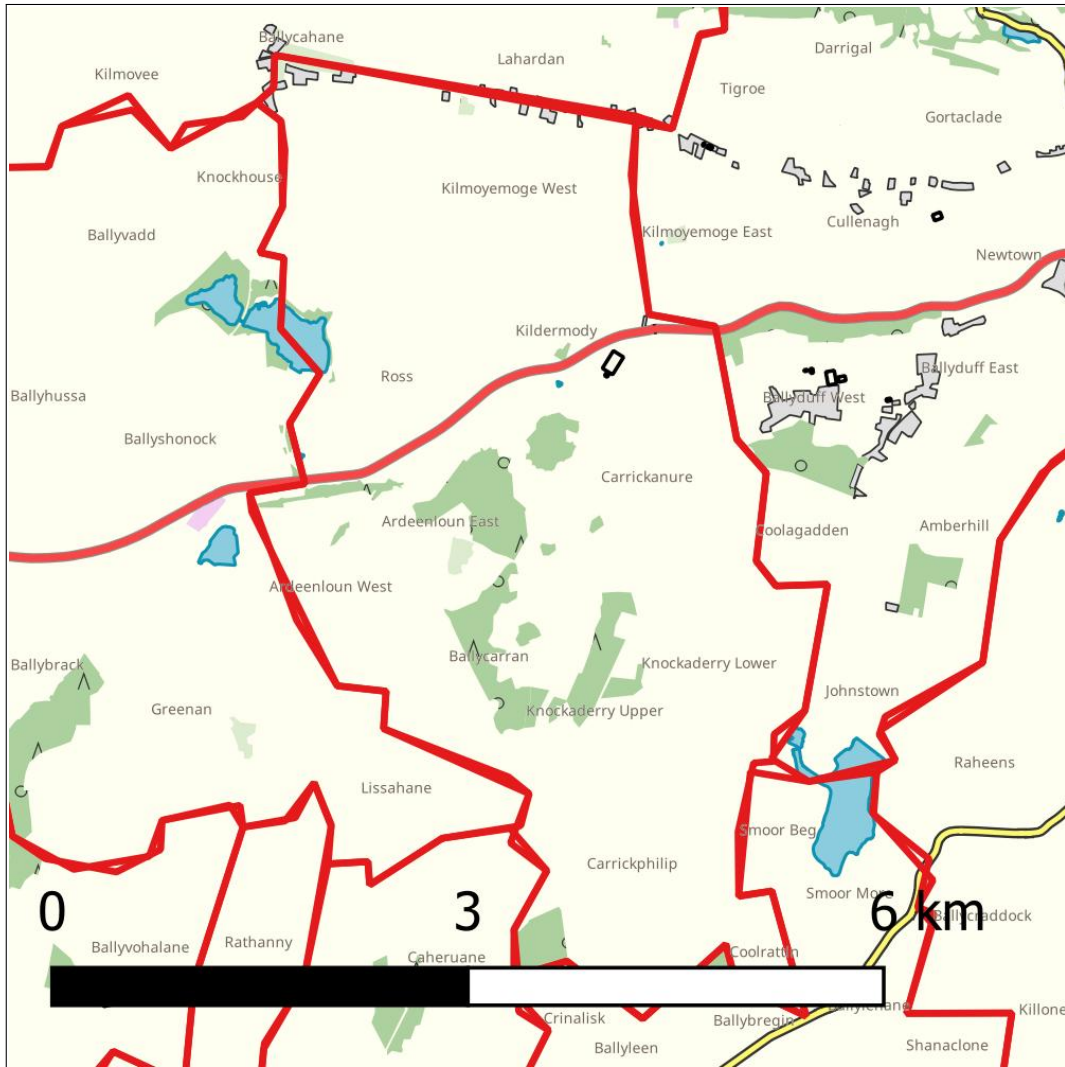 Ballycahane
Darrigal
Lahardan
Kilmovee
Tigroe
Gortaclade
Knockhouse
Kilmoyemoge West
Cullenagh
Kilmoyemoge East
Ballyvadd
Newtown
Kildermody
Ballyduff East
Ross
Ballyhussa
Ballyduff West
Ballyshonock
Carrickanure
Ardeenloun East
Amberhill
Coolagadden
Ardeenloun West
Ballycarran
Knockaderry Lower
Ballybrack
Johnstown
Greenan
Knockaderry Upper
Raheens
Lissahane
Smoor Beg
Carrickphilip
Smoor More
0 3 6 km
Ballycraddock
Rathanny
Ballyvohalane
Coolrattin
Caheruane
Killone
Crinalisk
Ballybregin
Shanaclone
Ballyleen